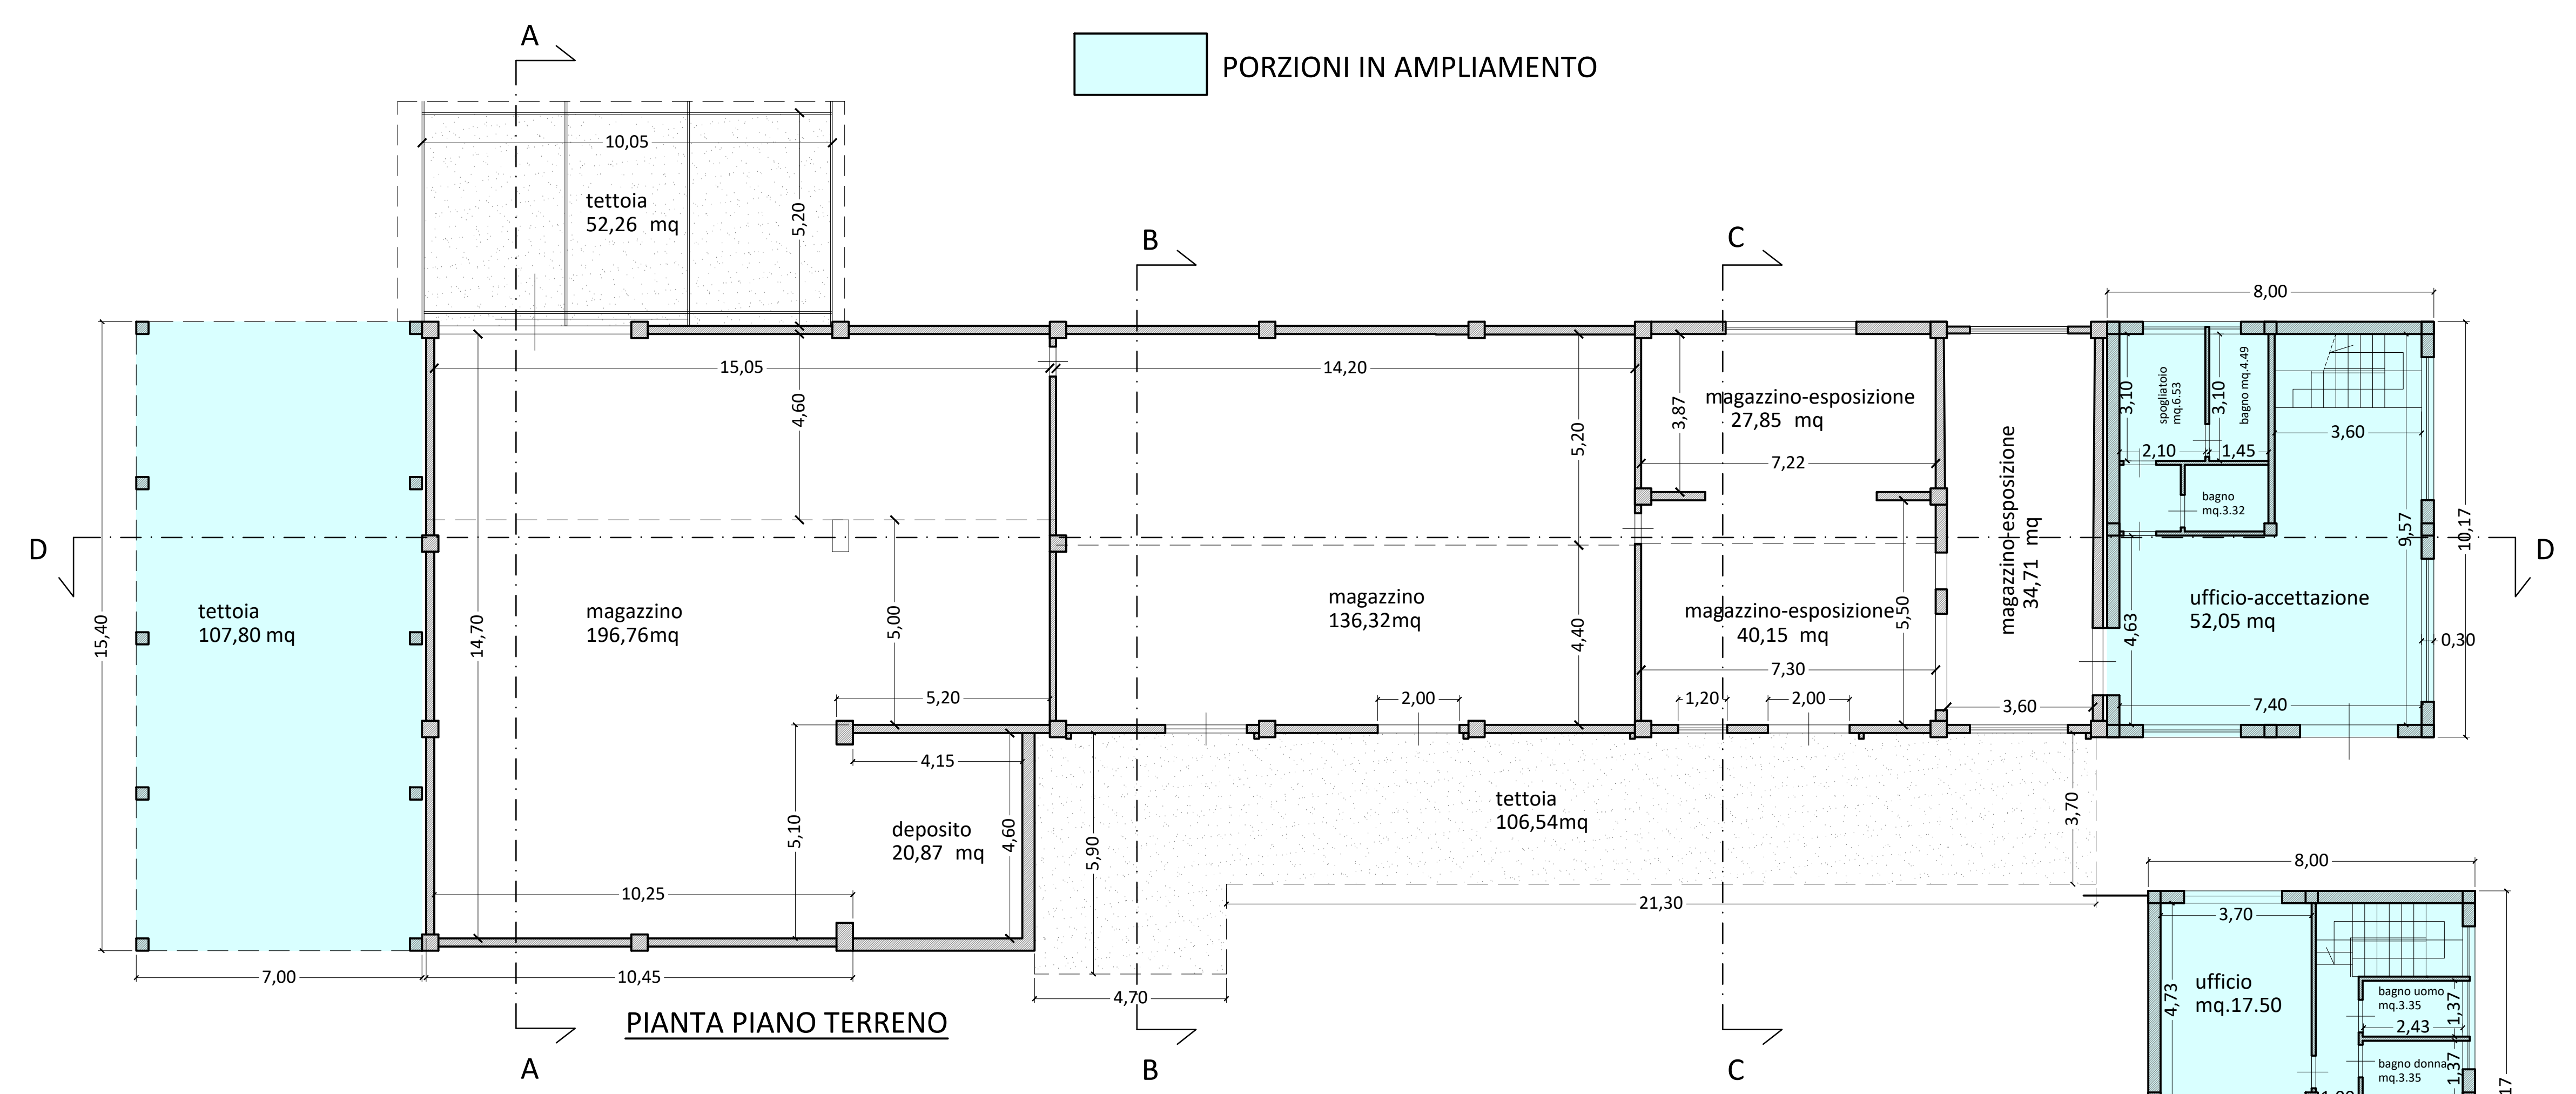 A
PORZIONI IN AMPLIAMENTO
10,05
tettoia
52,26 mq
5,20
B
C
8,00
15,05
14,20
4,60
5,20
3,87
magazzino-esposizione
27,85 mq
7,22
magazzino-esposizione
34,71 mq
3,10
spogliatoio
mq.6.53
3,10
bagno mq.4.49
2,10
1,45
3,60
bagno
mq.3.32
9,57
10,17
D
D
15,40
tettoia
107,80 mq
14,70
magazzino
196,76mq
5,00
magazzino
136,32mq
4,40
magazzino-esposizione
40,15 mq
5,50
7,30
4,63
ufficio-accettazione
52,05 mq
0,30
5,20
2,00
1,20
2,00
3,60
7,40
4,15
5,10
deposito
20,87 mq
4,60
5,90
tettoia
106,54mq
3,70
10,25
21,30
7,00
10,45
4,70
PIANTA PIANO TERRENO
A
B
C
8,00
3,70
ufficio
mq.17.50
4,73
bagno uomo
mq.3.35
1,37
2,43
bagno donna
mq.3.35
1,37
17